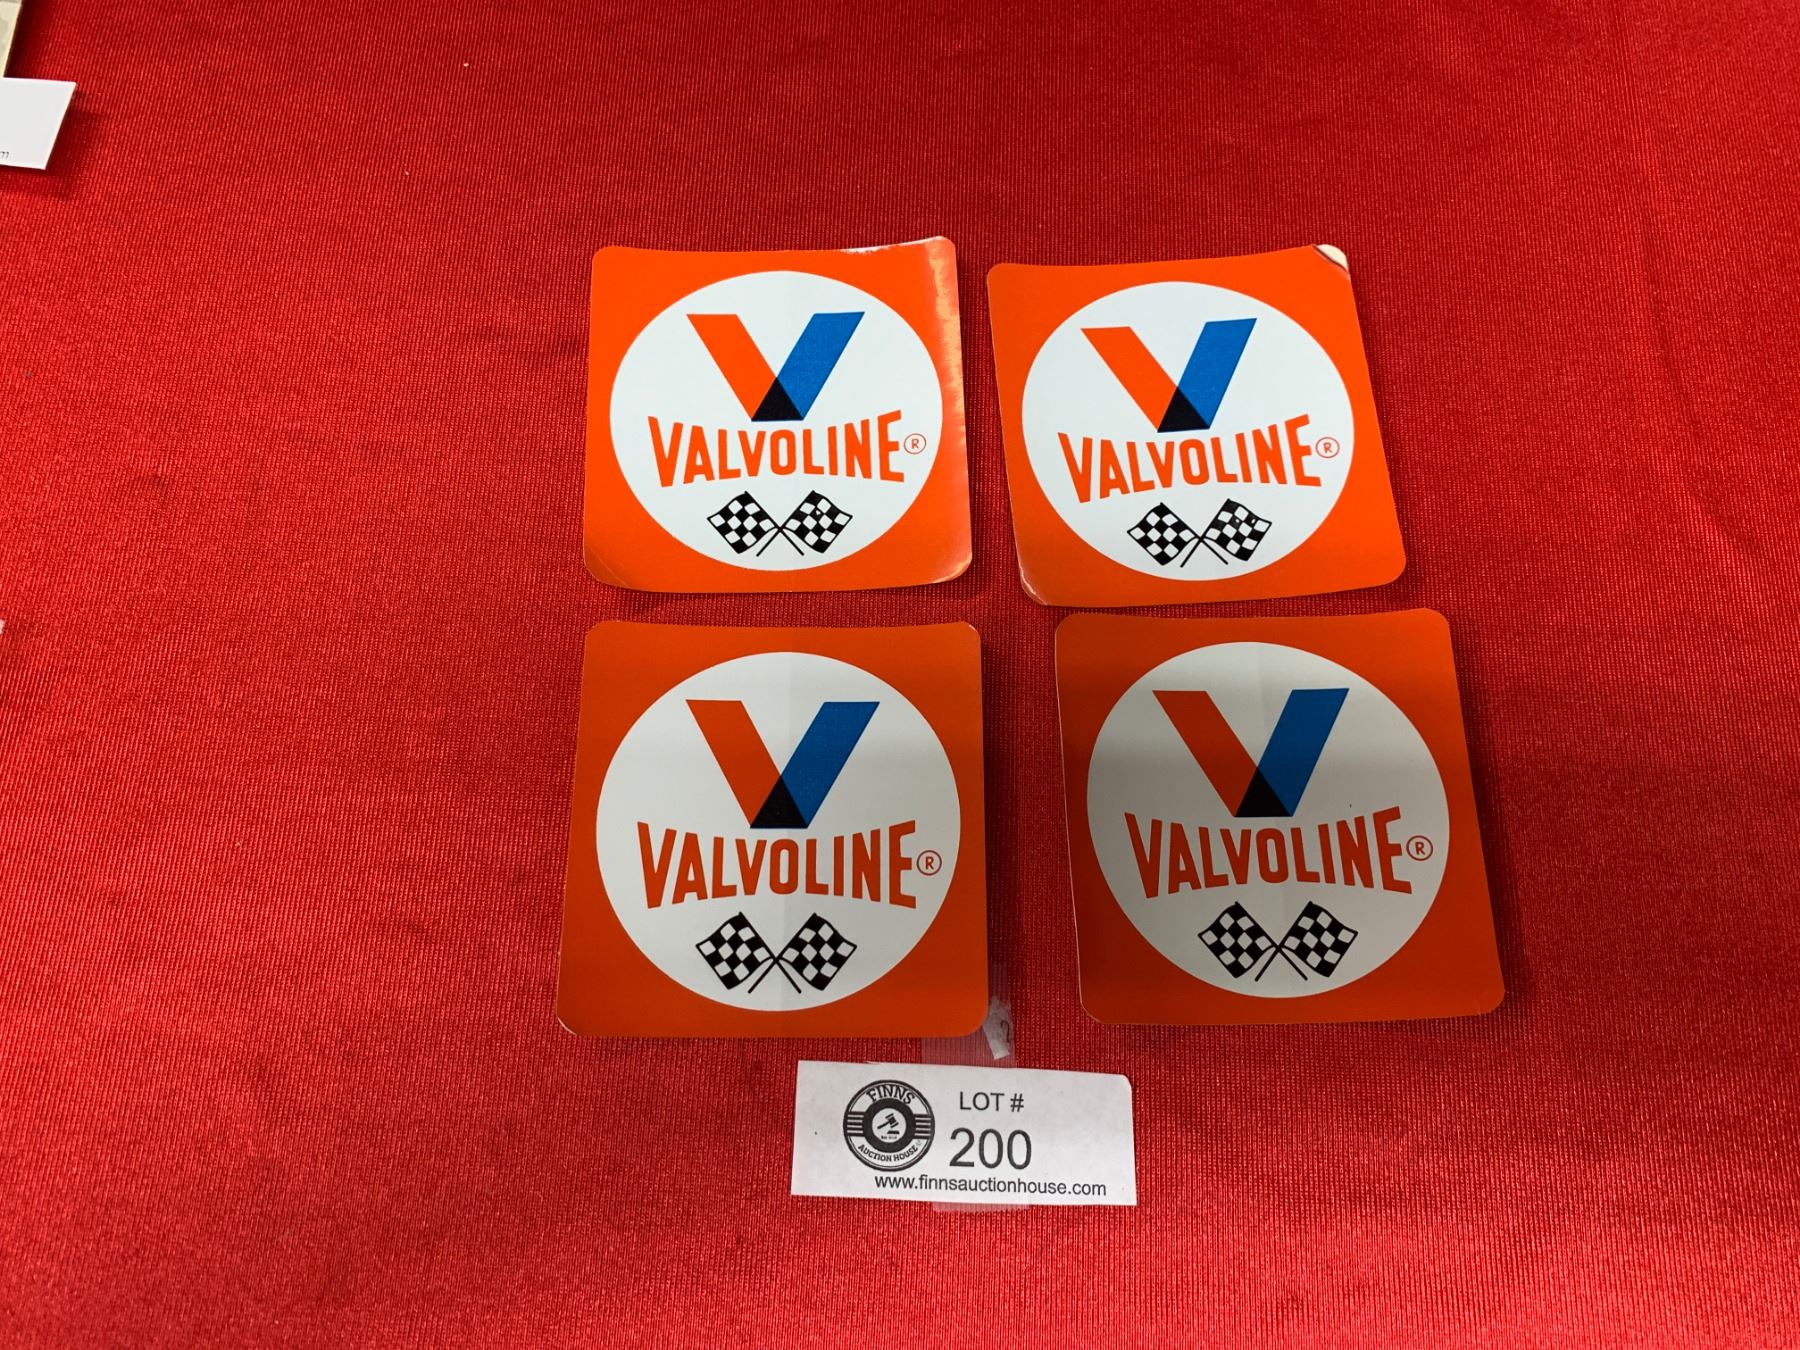 VALVOLINE®
VALVOLINE®
VALVOLINE®
VALVOLINE®
FINNS
AUCTION HOUSE
LOT #
200
www.finnsauctionhouse.com